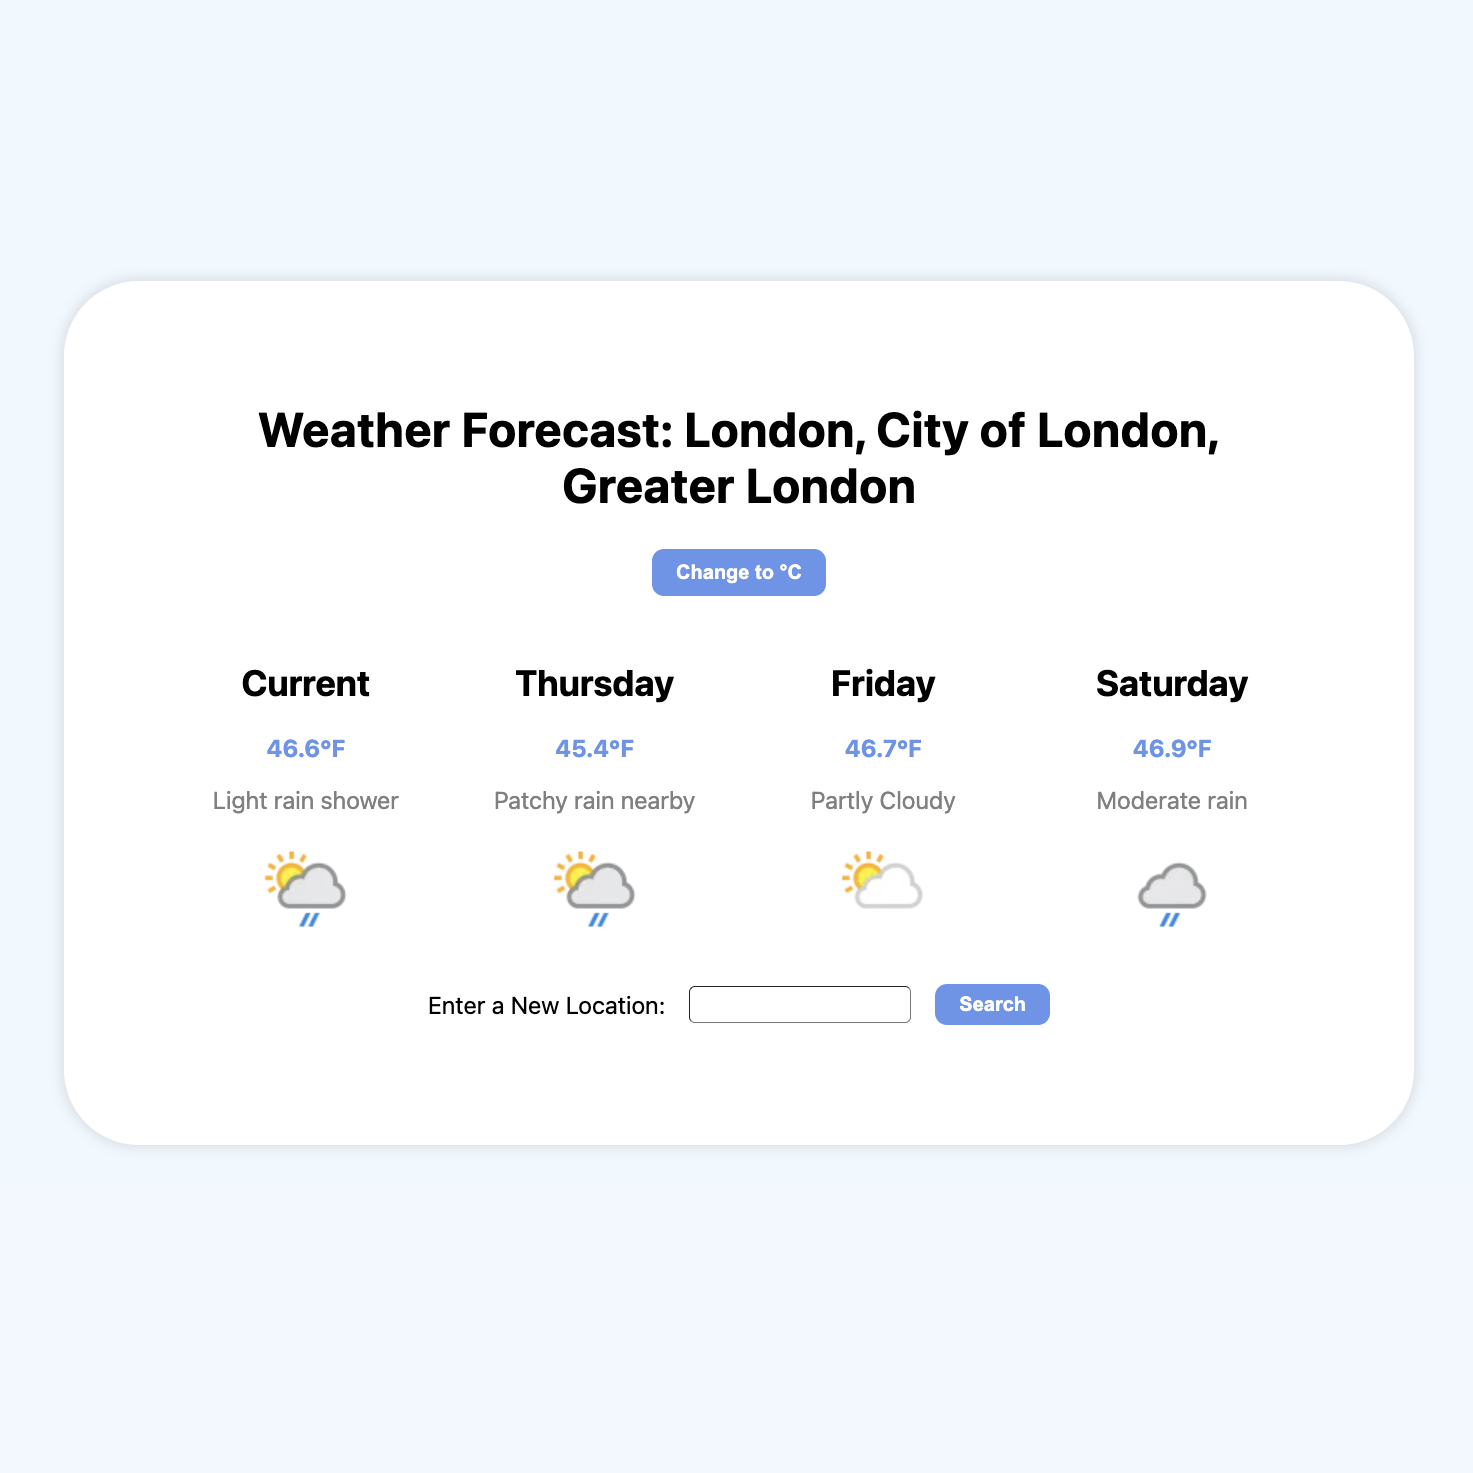 Weather Forecast: London, City of London,
Greater London
Change to °C
Current
46.6°F
Light rain shower
Thursday
45.4°F
Patchy rain nearby
Friday
46.7°F
Partly Cloudy
Saturday
46.9°F
Moderate rain
Enter a New Location:
Search